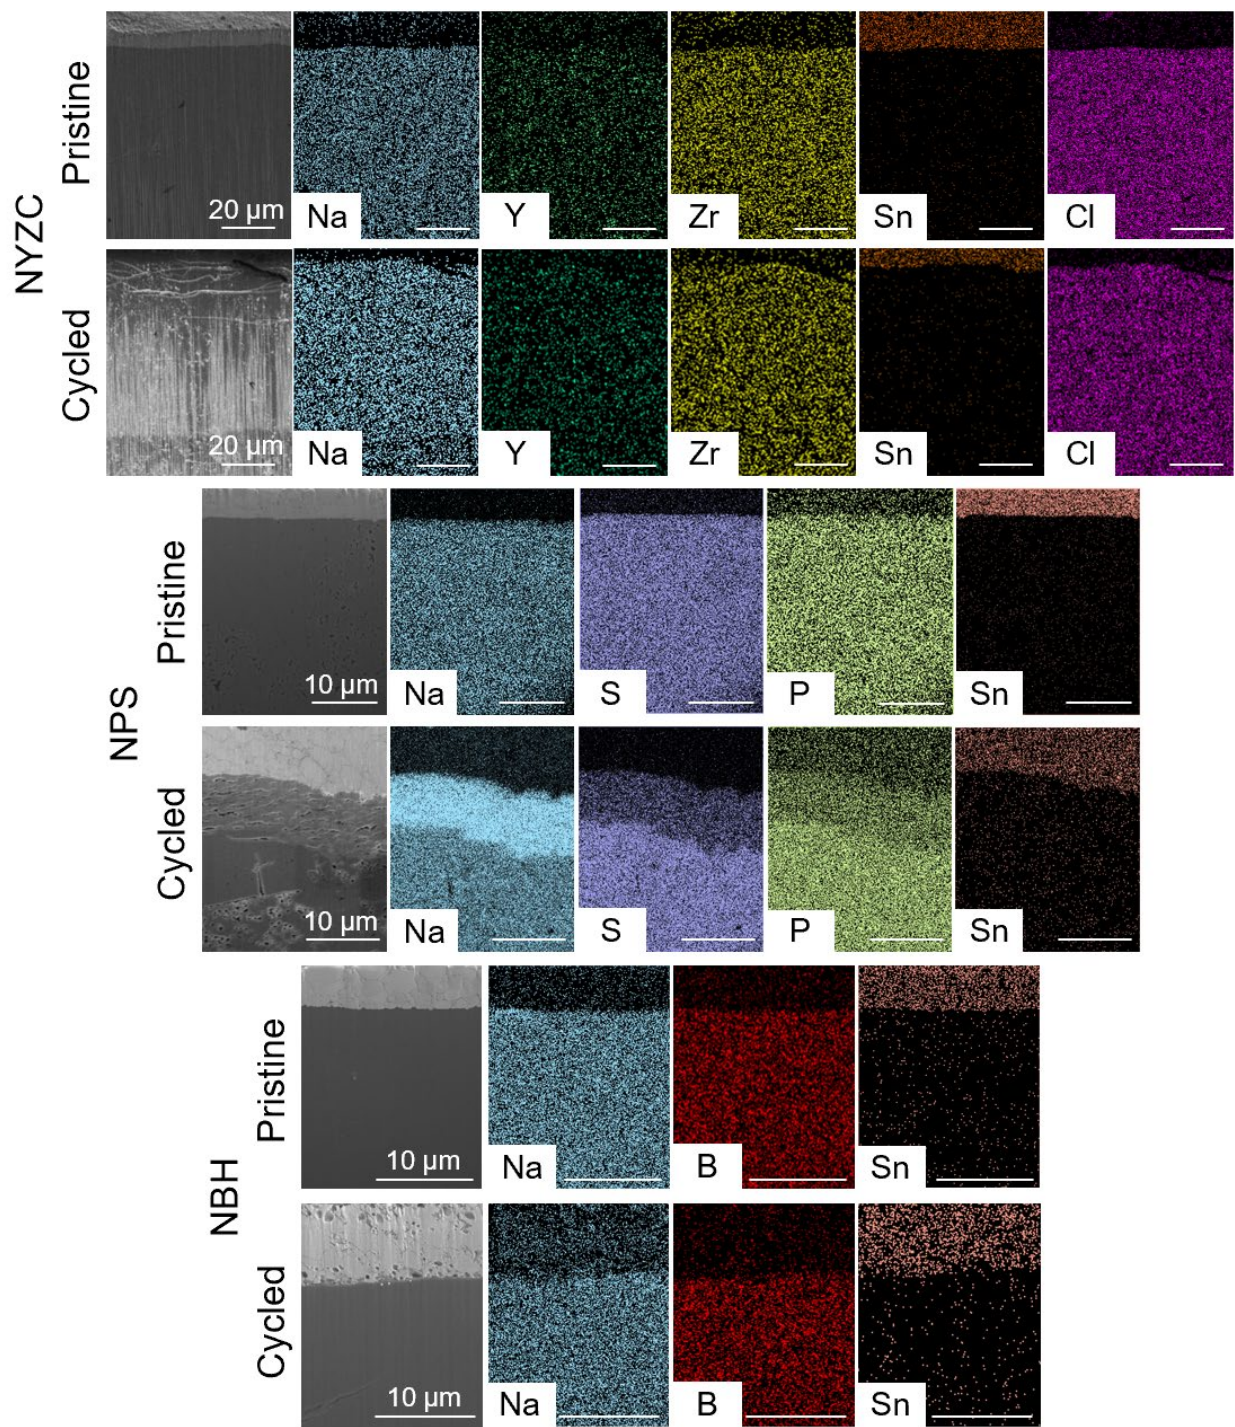 NYZC
Pristine
20 µm
Na
Y
Zr
Sn
Cl
Cycled
20 µm
Na
Y
Zr
Sn
Cl
NPS
Pristine
10 µm
Na
S
P
Sn
Cycled
10 µm
Na
S
P
Sn
NBH
Pristine
10 µm
Na
B
Sn
Cycled
10 µm
Na
B
Sn